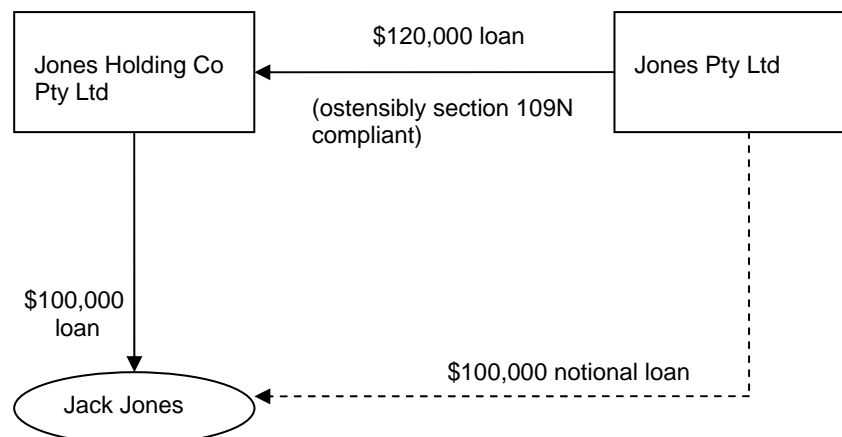 $120,000 loan
Jones Holding Co
Pty Ltd
Jones Pty Ltd
(ostensibly section 109N
compliant)
$100,000
loan
$100,000 notional loan
Jack Jones